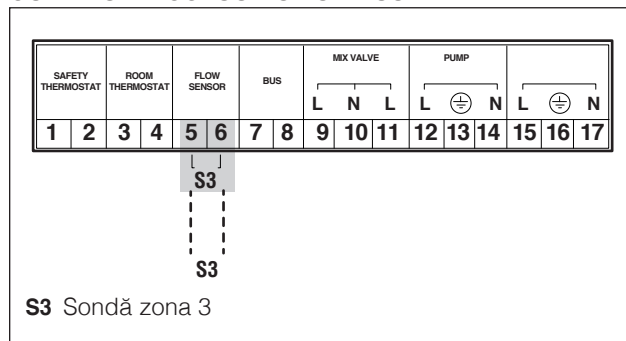 MIX VALVE PUMP
SAFETY THERMOSTAT ROOM THERMOSTAT FLOW SENSOR BUS
L N L L N L N
1 2 3 4 5 6 7 8 9 10 11 12 13 14 15 16 17
S3
S3
S3 Sondă zona 3